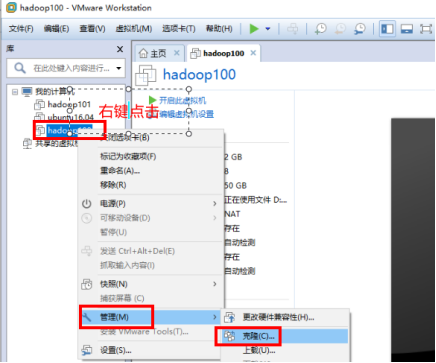 hadoop100 - VMware Workstation
文件(F) 编辑(E) 查看(V) 虚拟机(M) 选项卡(T) 帮助(H)
库
在此处键入内容进行...
我的计算机
hadoop101
ubuntu16.04
共享的虚拟机
主页 hadoop100
hadoop100
开启此虚拟机
编辑虚拟机设置
右键点击
关闭选项卡(B)
标记为收藏项(F)
重命名(A)...
移除(R)
电源(P)
可移动设备(D)
暂停(U)
发送 Ctrl+Alt+Del(E)
抓取输入内容(I)
快照(N)
捕获屏幕 (C)
管理(M)
安装 VMware Tools(T)...
设置(S)...
2 GB
8
50 GB
正在使用文件 D:...
NAT
存在
自动检测
存在
自动检测
更改硬件兼容性(H)...
克隆(C)...
上载(U)...